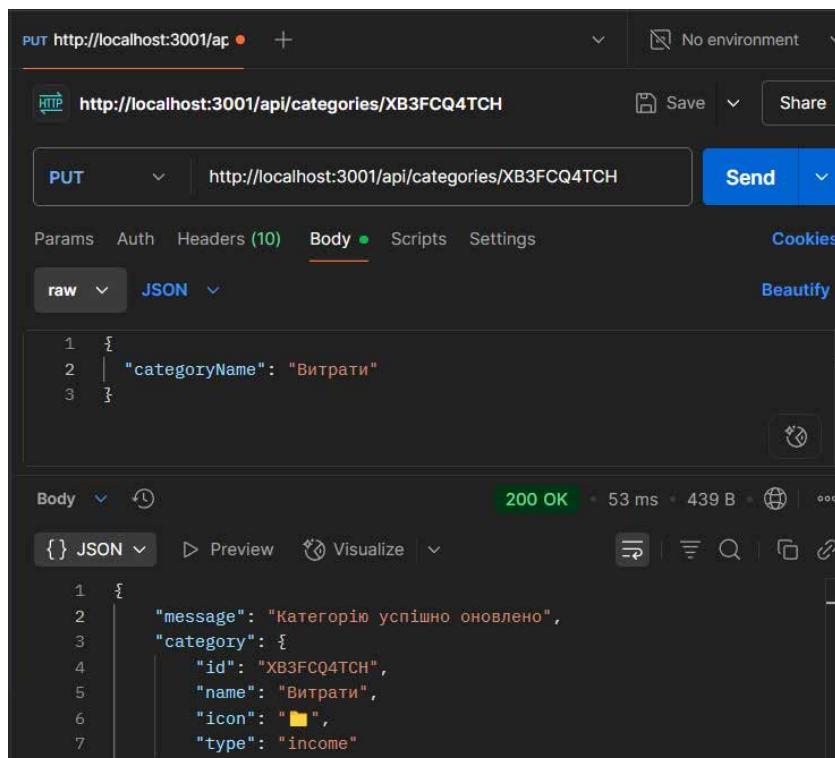 PUT http://localhost:3001/ap
No environment
HTTP http://localhost:3001/api/categories/XB3FCQ4TCH Save Share
PUT http://localhost:3001/api/categories/XB3FCQ4TCH Send
Params Auth Headers (10) Body Scripts Settings Cookies
raw JSON Beautify
1 {
2 "categoryName": "Витрати"
3 }
Body 200 OK 53 ms 439 B
{} JSON Preview Visualize
1 {
2 "message": "Категорію успішно оновлено",
3 "category": {
4 "id": "XB3FCQ4TCH",
5 "name": "Витрати",
6 "icon": "📁",
7 "type": "income"